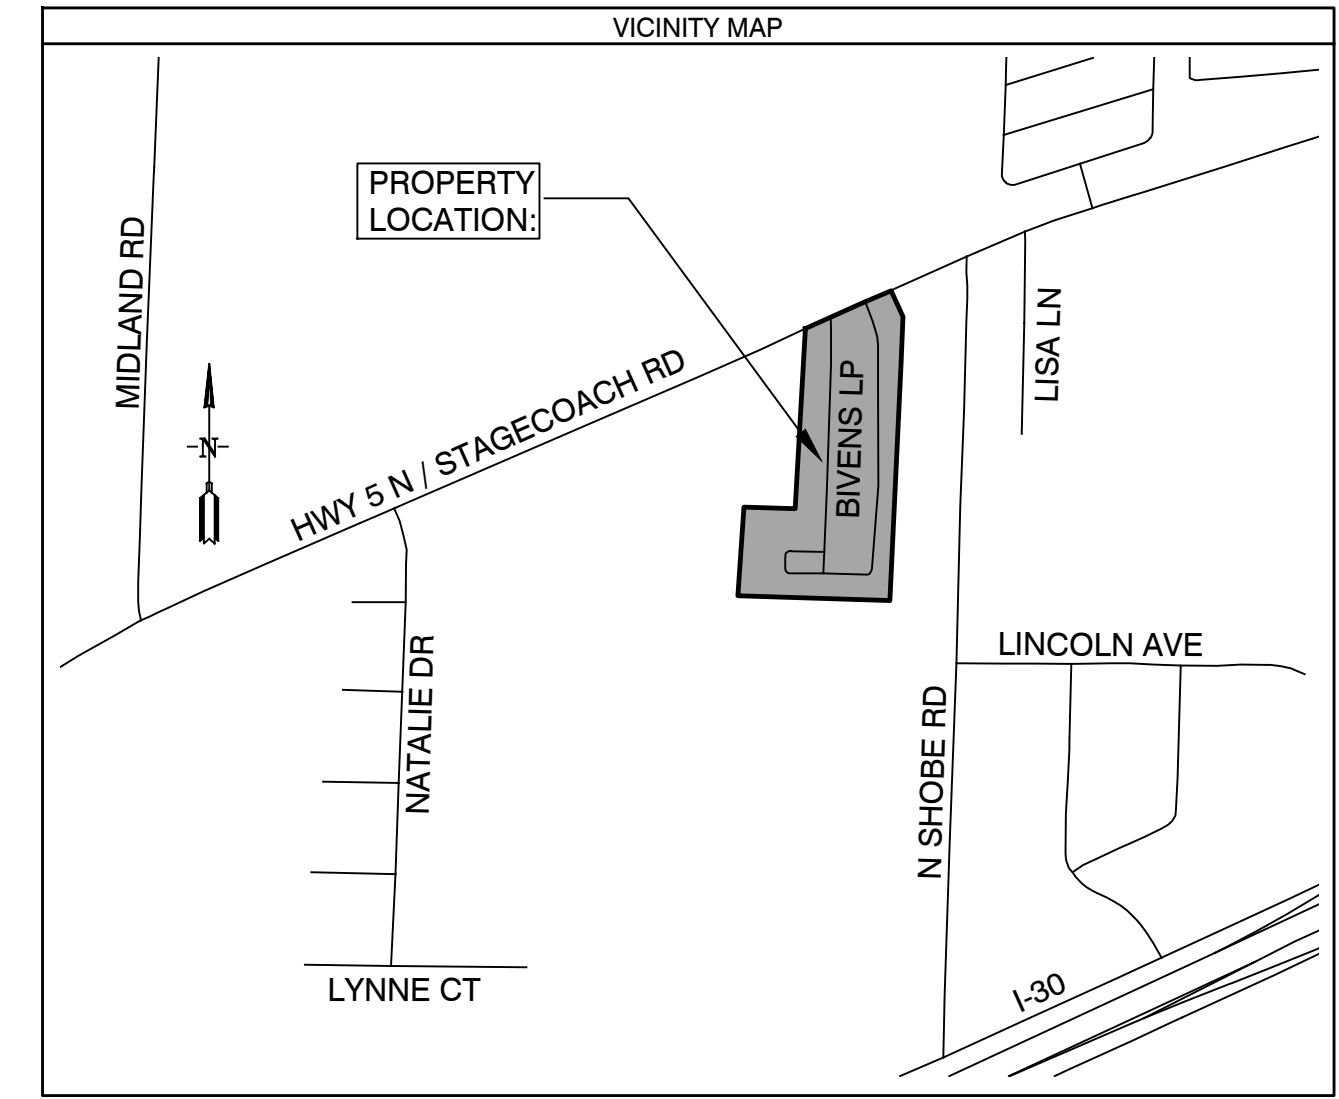 VICINITY MAP
PROPERTY
LOCATION:
MIDLAND RD
LISA LN
HWY 5 N / STAGECOACH RD
BIVENS LP
-N-
LINCOLN AVE
NATALIE DR
N SHOBE RD
LYNNE CT
I-30